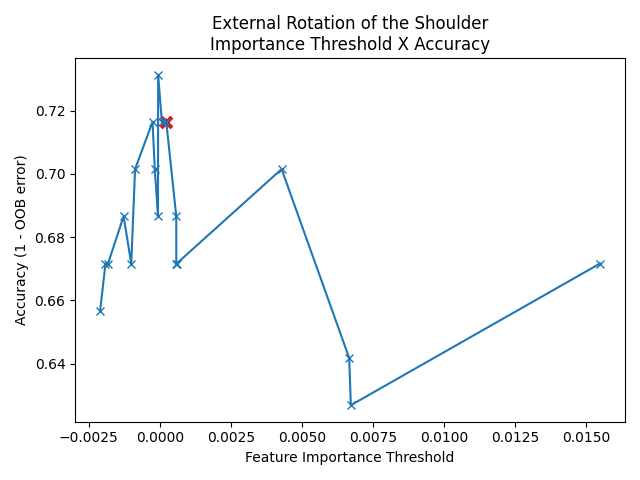 External Rotation of the Shoulder
Importance Threshold X Accuracy
Accuracy (1 - OOB error)
0.72
0.70
0.68
0.66
0.64
−0.0025 0.0000 0.0025 0.0050 0.0075 0.0100 0.0125 0.0150
Feature Importance Threshold